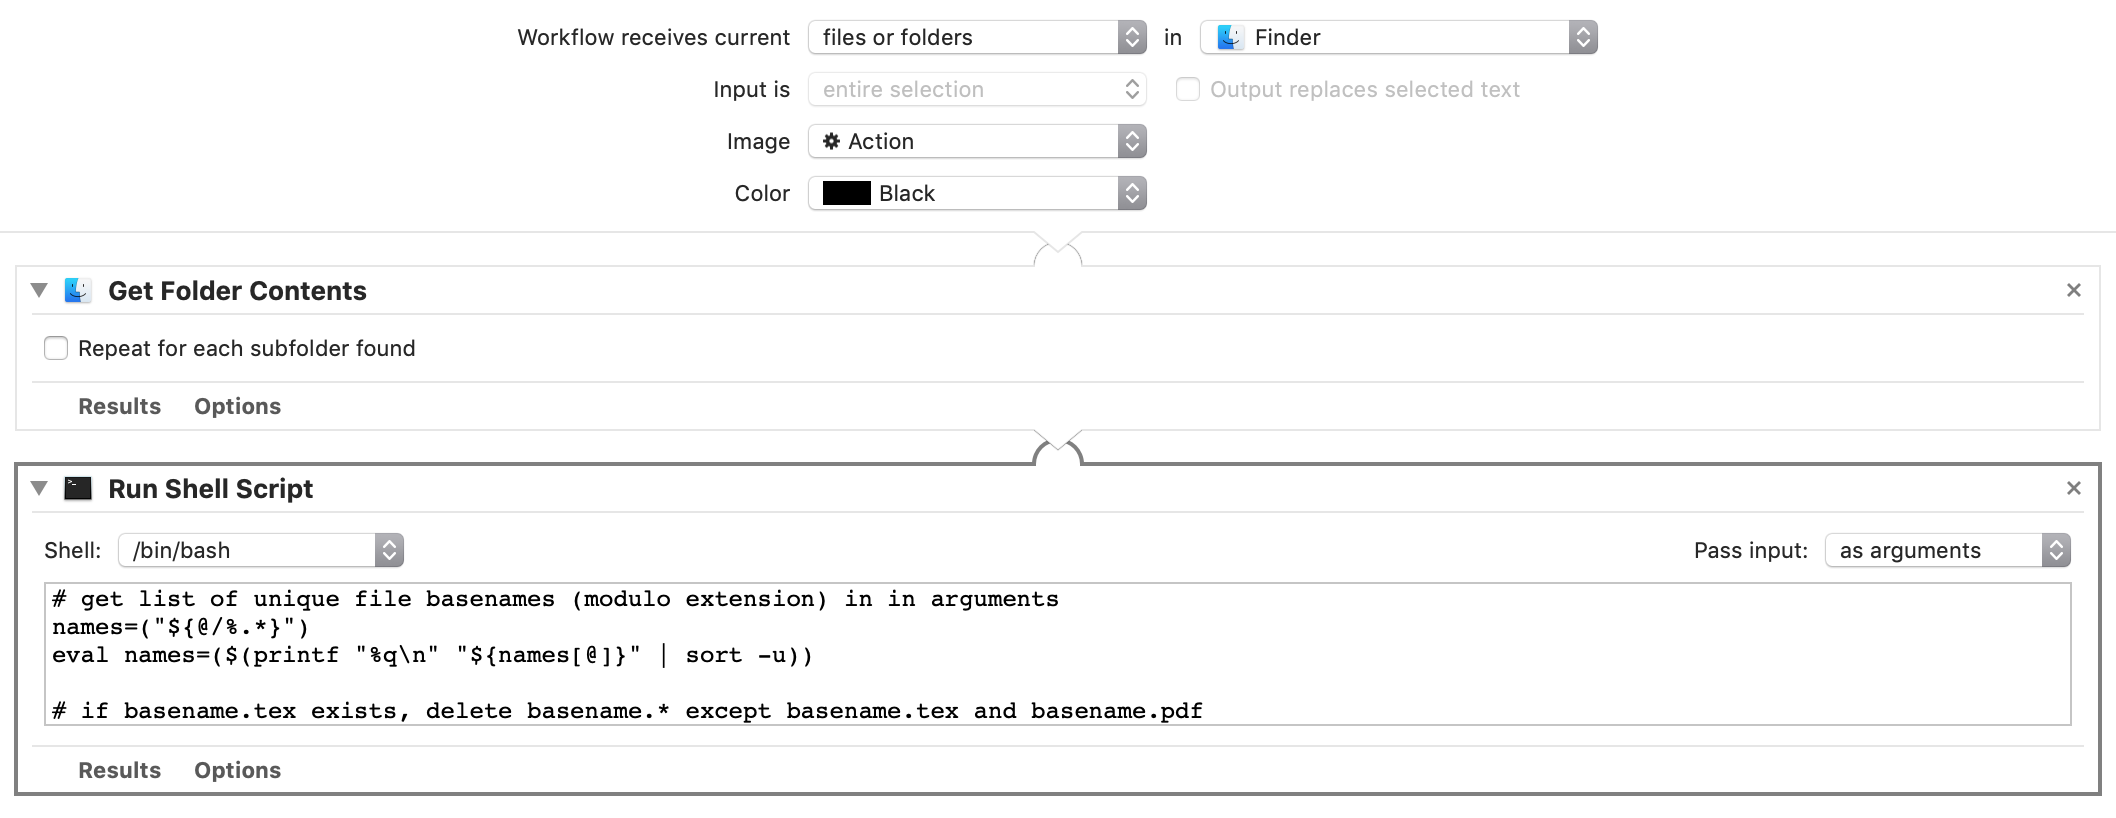 Workflow receives current files or folders in Finder
Input is entire selection Output replaces selected text
Image Action
Color Black
Get Folder Contents
Repeat for each subfolder found
Results Options
Run Shell Script
Shell: /bin/bash Pass input: as arguments
# get list of unique file basenames (modulo extension) in in arguments
names=("${@/%.*}")
eval names=($(printf "%q\n" "${names[@]}" | sort -u))
# if basename.tex exists, delete basename.* except basename.tex and basename.pdf
Results Options